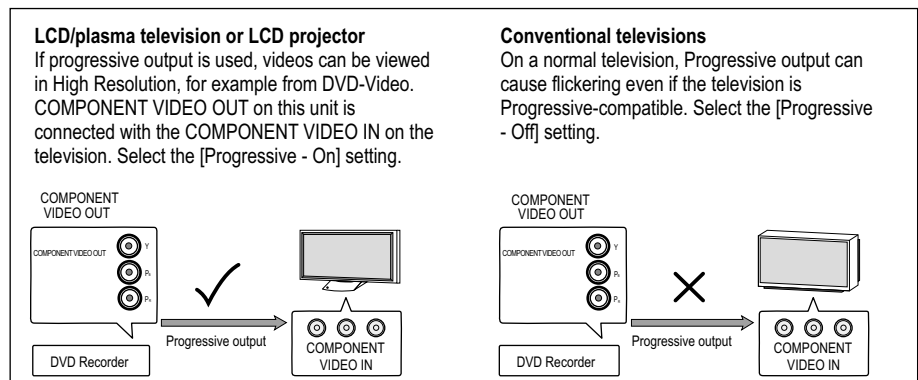 LCD/plasma television or LCD projector
If progressive output is used, videos can be viewed
in High Resolution, for example from DVD-Video.
COMPONENT VIDEO OUT on this unit is
connected with the COMPONENT VIDEO IN on the
television. Select the [Progressive - On] setting.
COMPONENT
VIDEO OUT
COMPONENT VIDEO OUT
Y
PB
PR
DVD Recorder
Progressive output
COMPONENT
VIDEO IN
Conventional televisions
On a normal television, Progressive output can
cause flickering even if the television is
Progressive-compatible. Select the [Progressive
- Off] setting.
COMPONENT
VIDEO OUT
COMPONENT VIDEO OUT
Y
PB
PR
DVD Recorder
Progressive output
COMPONENT
VIDEO IN